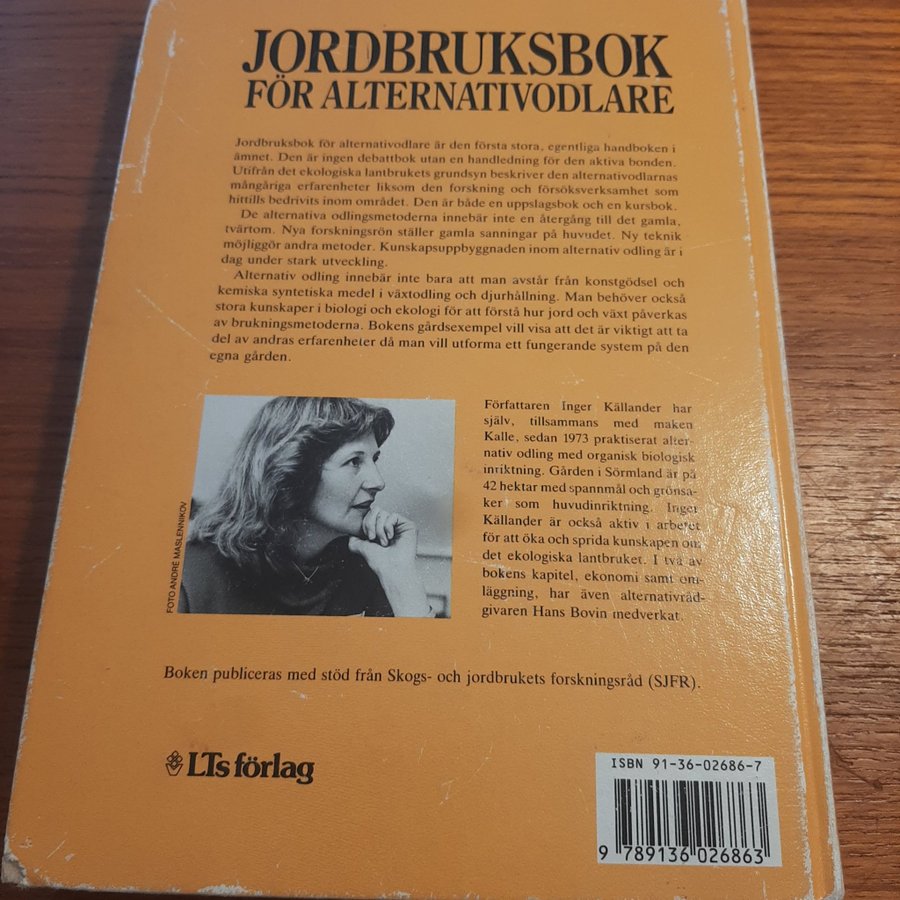 JORDBRUKSBOK
FÖR ALTERNATIVODLARE
Jordbruksbok för alternativodlare är den första stora, egentliga handboken i
ämnet. Den är ingen debattbok utan en handledning för den aktiva bonden.
Utifrån det ekologiska lantbrukets grundsyn beskriver den alternativodlarnas
mångåriga erfarenheter liksom den forskning och försöksverksamhet som
hittills bedrivits inom området. Den är både en uppslagsbok och en kursbok.
De alternativa odlingsmetoderna innebär inte en återgång till det gamla,
tvärtom. Nya forskningsrön ställer gamla sanningar på huvudet. Ny teknik
möjliggör andra metoder. Kunskapsuppbyggnaden inom alternativ odling är i
dag under stark utveckling.
Alternativ odling innebär inte bara att man avstår från konstgödsel och
kemiska syntetiska medel i växtodling och djurhållning. Man behöver också
stora kunskaper i biologi och ekologi för att förstå hur jord och växt påverkas
av brukningsmetoderna. Bokens gårdsexempel vill visa att det är viktigt att ta
del av andras erfarenheter då man vill utforma ett fungerande system på den
egna gården.
FOTO ANDRÉ MASLENNIKOV
Författaren Inger Källander har
själv, tillsammans med maken
Kalle, sedan 1973 praktiserat alter-
nativ odling med organisk biologisk
inriktning. Gården i Sörmland är på
42 hektar med spannmål och grönsa-
ker som huvudinriktning. Inger
Källander är också aktiv i arbetet
för att öka och sprida kunskapen om
det ekologiska lantbruket. I två av
bokens kapitel, ekonomi samt om-
läggning, har även alternativråd-
givaren Hans Bovin medverkat.
Boken publiceras med stöd från Skogs- och jordbrukets forskningsråd (SJFR).
LTs förlag
ISBN 91-36-02686-7
9 789136 026863